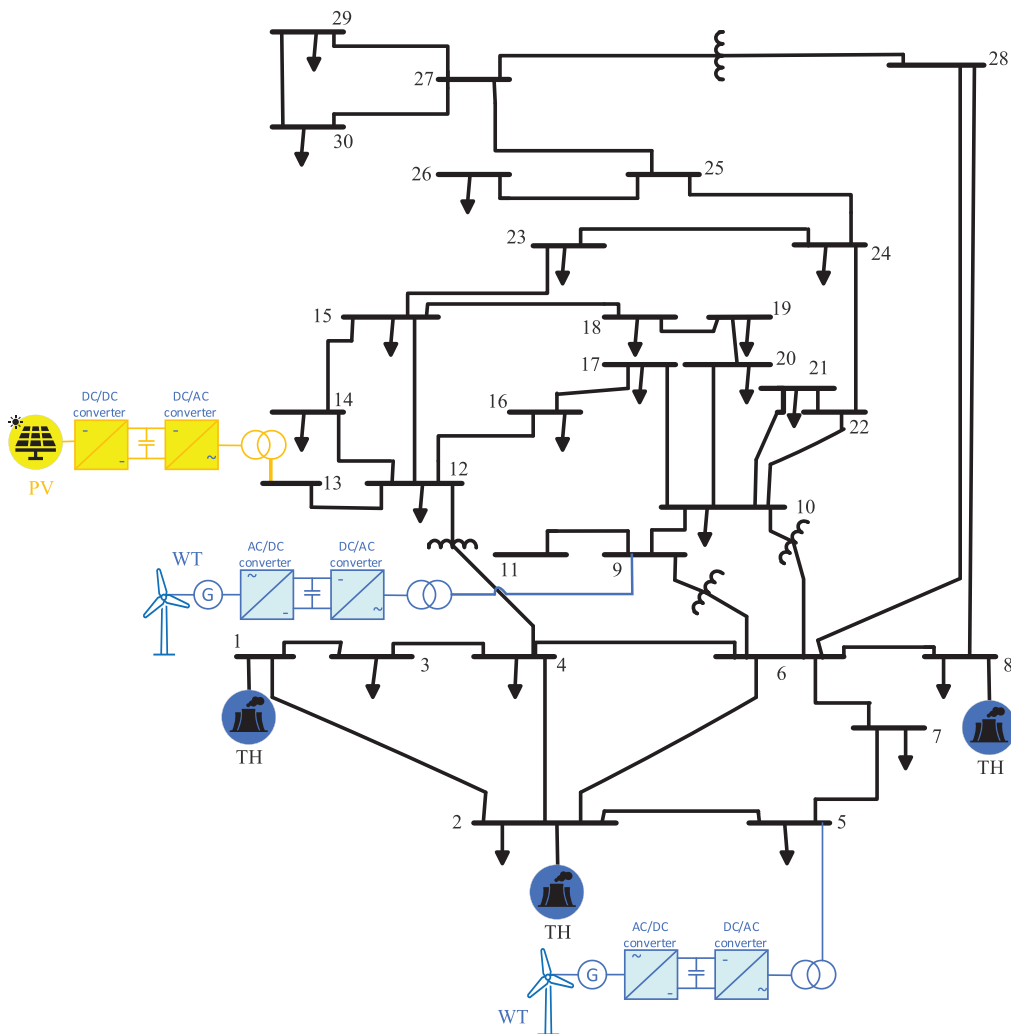 29
27
28
30
26
25
23
24
15
18
19
17
20
21
DC/DC
converter
DC/AC
converter
14
16
22
-
-
-
~
PV
13
12
10
WT
AC/DC
converter
DC/AC
converter
11
9
G
~
-
-
~
1
3
4
6
8
TH
7
TH
2
5
TH
AC/DC
converter
DC/AC
converter
G
~
-
-
~
WT